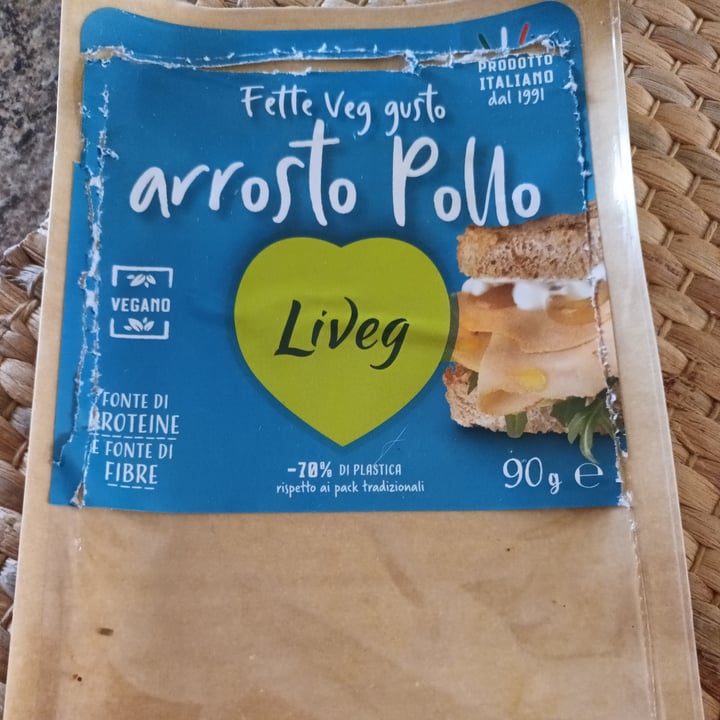 PRODOTTO
ITALIANO
dal 1991
Fette Veg gusto
arrosto Pollo
LiVeg
VEGANO
FONTE DI
PROTEINE
E FONTE DI
FIBRE
-70% DI PLASTICA
rispetto ai pack tradizionali
90g ℮